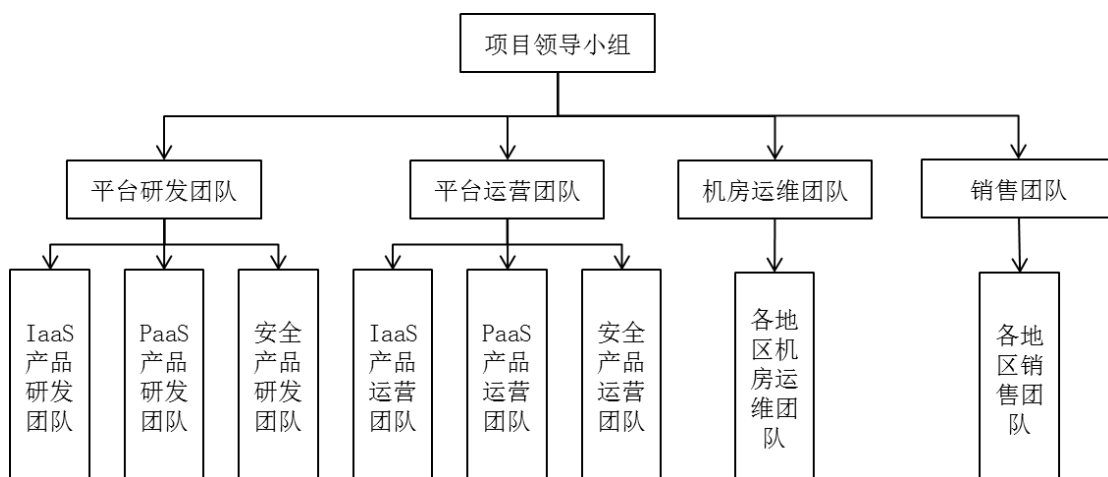 项目领导小组
平台研发团队
平台运营团队
机房运维团队
销售团队
IaaS
产品
研发
团队
PaaS
产品
研发
团队
安全
产品
研发
团队
IaaS
产品
运营
团队
PaaS
产品
运营
团队
安全
产品
运营
团队
各地
区机
房运
维团
队
各地
区销
售团
队